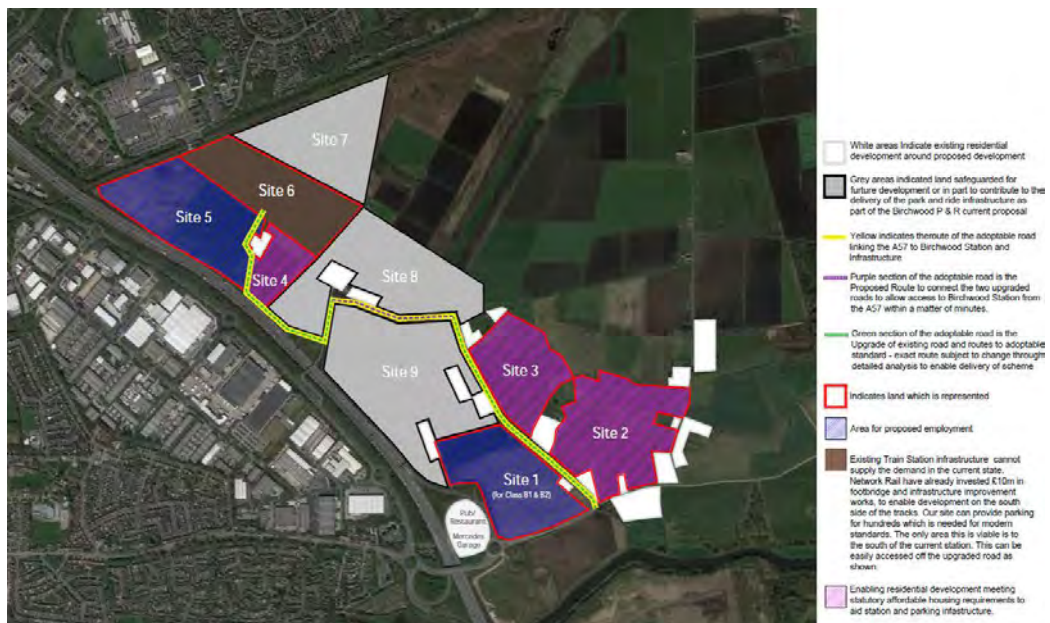 Site 7
Site 6
Site 5
Site 4
Site 8
Site 9
Site 3
Site 2
Site 1
(for Class B1 & B2)
Pub/
Restaurant
Mercedes
Garage
White areas Indicate existing residential
development around proposed development
Grey areas indicated land safeguarded for
furture development or in part to contribute to the
delivery of the park and ride infrastructure as
part of the Birchwood P & R current proposal
Yellow indicates theroute of the adoptable road
linking the A57 to Birchwood Station and
Infrastructure
Purple section of the adoptable road is the
Proposed Route to connect the two upgraded
roads to allow access to Birchwood Station from
the A57 within a matter of minutes.
Green section of the adoptable road is the
Upgrade of existing road and routes to adoptable
standard - exact route subject to change through
detailed analysis to enable delivery of scheme
Indicates land which is represented
Area for proposed employment
Existing Train Station infrastructure cannot
supply the demand in the current state.
Network Rail have already invested £10m in
footbridge and infrastructure improvement
works, to enable development on the south
side of the tracks. Our site can provide parking
for hundreds which is needed for modern
standards. The only area this is viable is to
the south of the current station. This can be
easily accessed off the upgraded road as
shown.
Enabling residential development meeting
statutory affordable housing requirements to
aid station and parking infastructure.